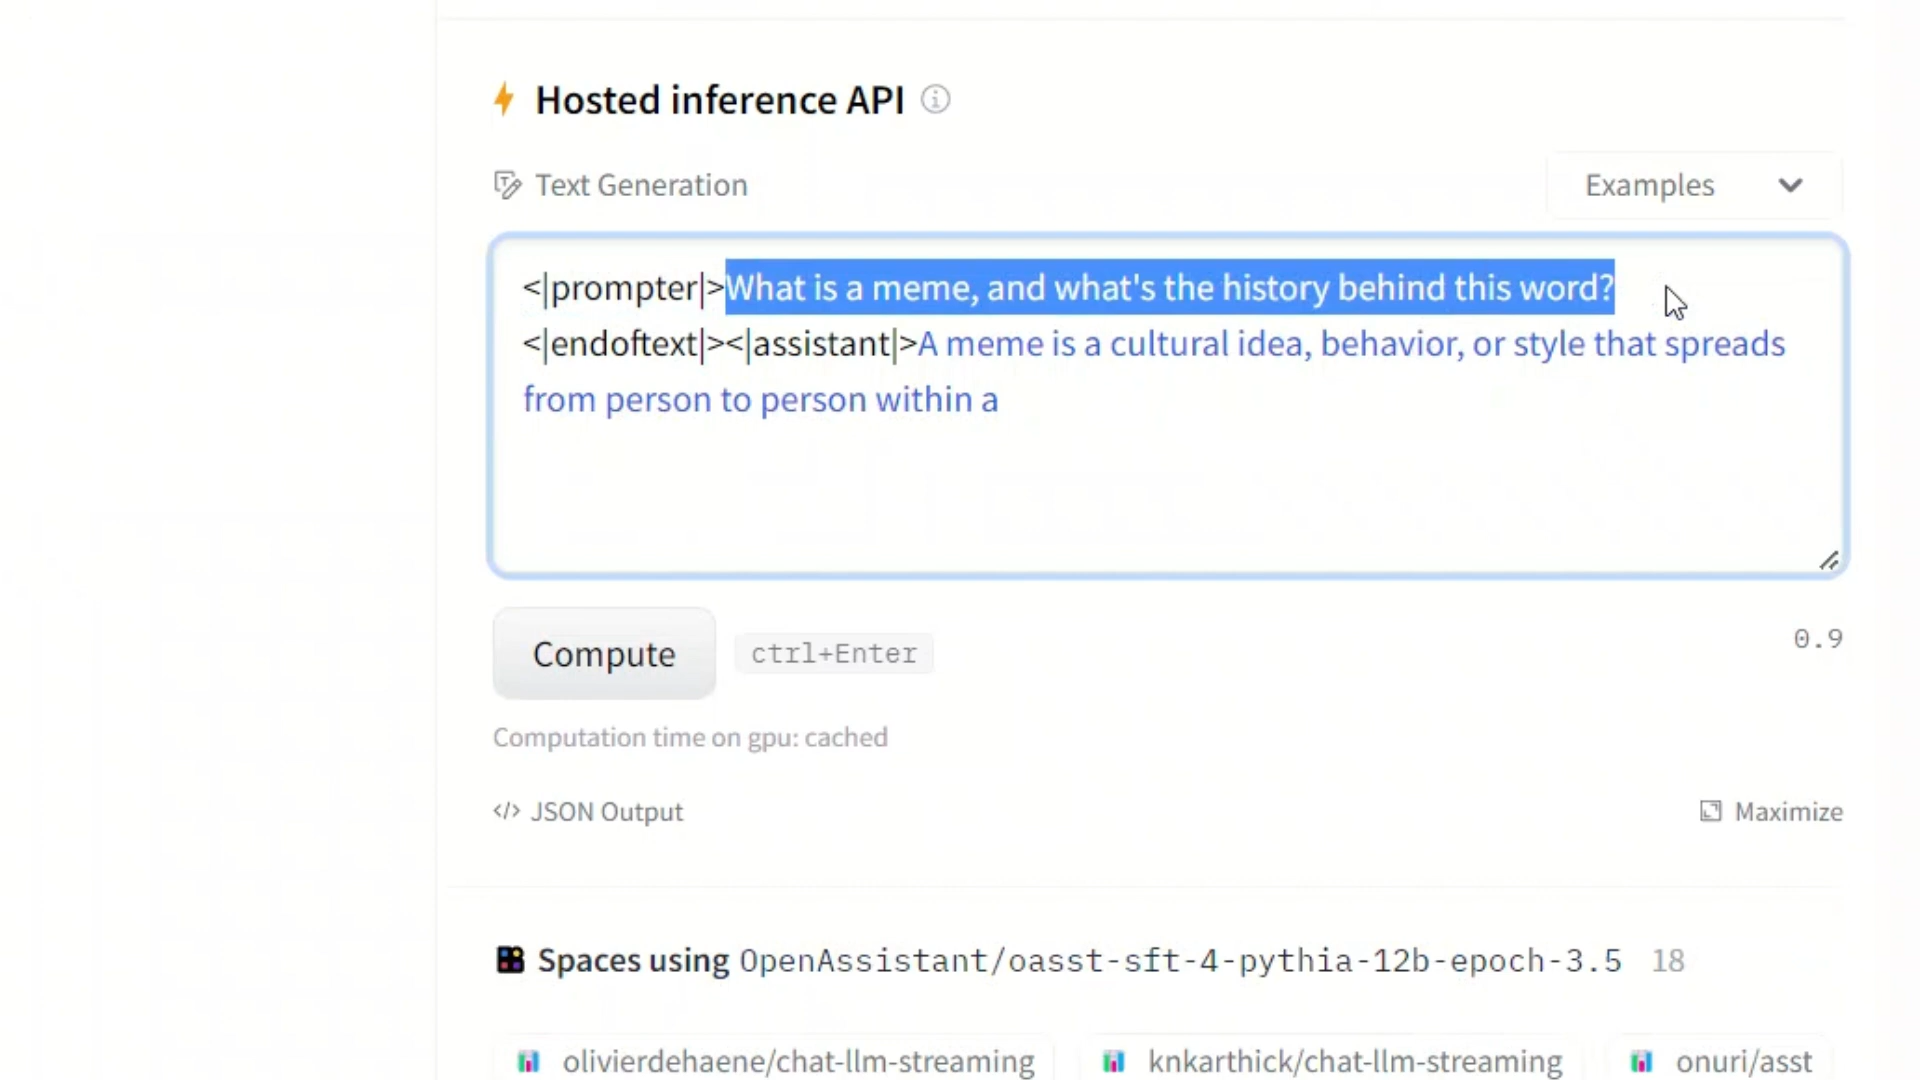 Hosted inference API
Text Generation
Examples
<|prompter|>What is a meme, and what's the history behind this word?
<|endoftext|><|assistant|>A meme is a cultural idea, behavior, or style that spreads
from person to person within a
Compute
ctrl+Enter
0.9
Computation time on gpu: cached
</> JSON Output
Maximize
Spaces using OpenAssistant/oasst-sft-4-pythia-12b-epoch-3.5 18
olivierdehaene/chat-llm-streaming
knkarthick/chat-llm-streaming
onuri/asst